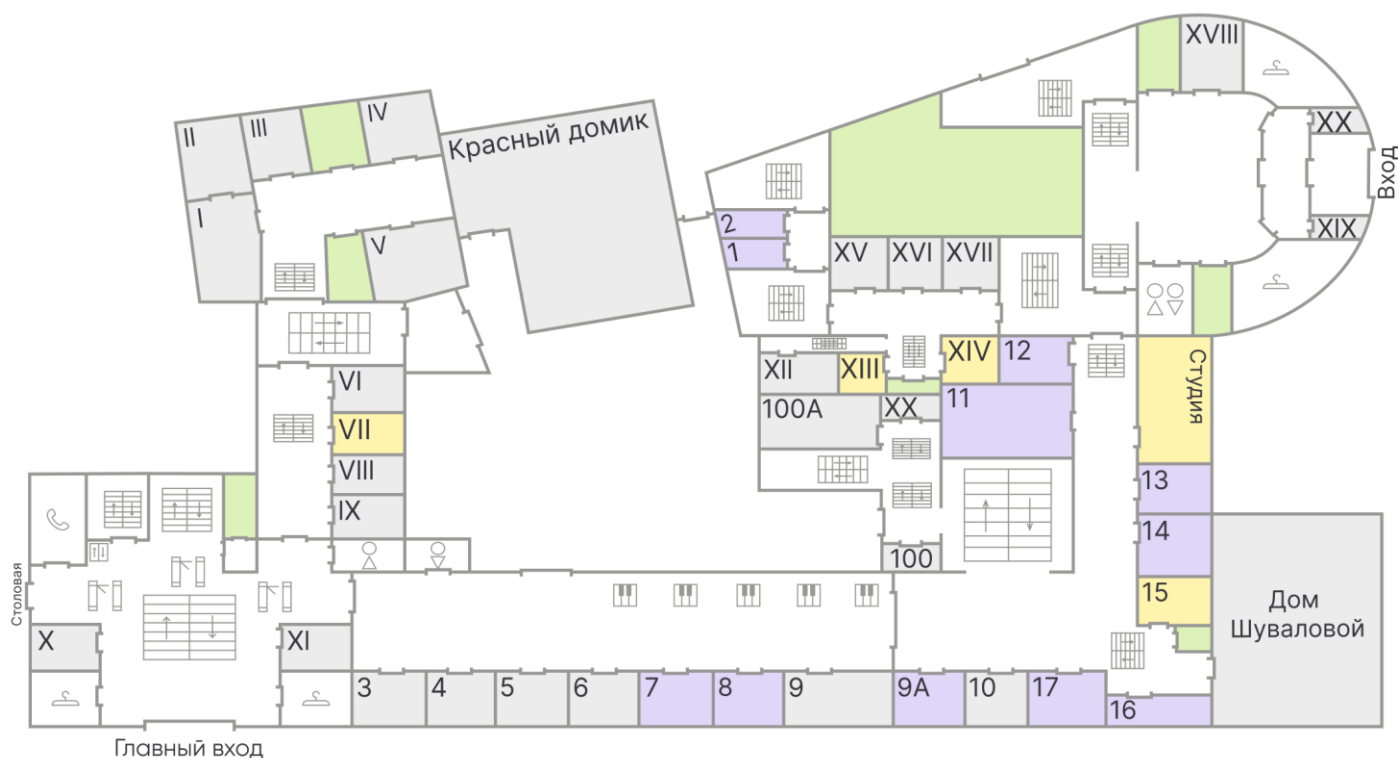 XVIII
IV
III
II
Красный домик
XX
Вход
I
2
1
V
XV
XVI
XVII
XIX
XII
XIII
XIV
12
Студия
VI
100А
XX
11
VII
VIII
13
IX
14
100
15
Столовая
Дом
Шуваловой
X
XI
3
4
5
6
7
8
9
9А
10
17
16
Главный вход